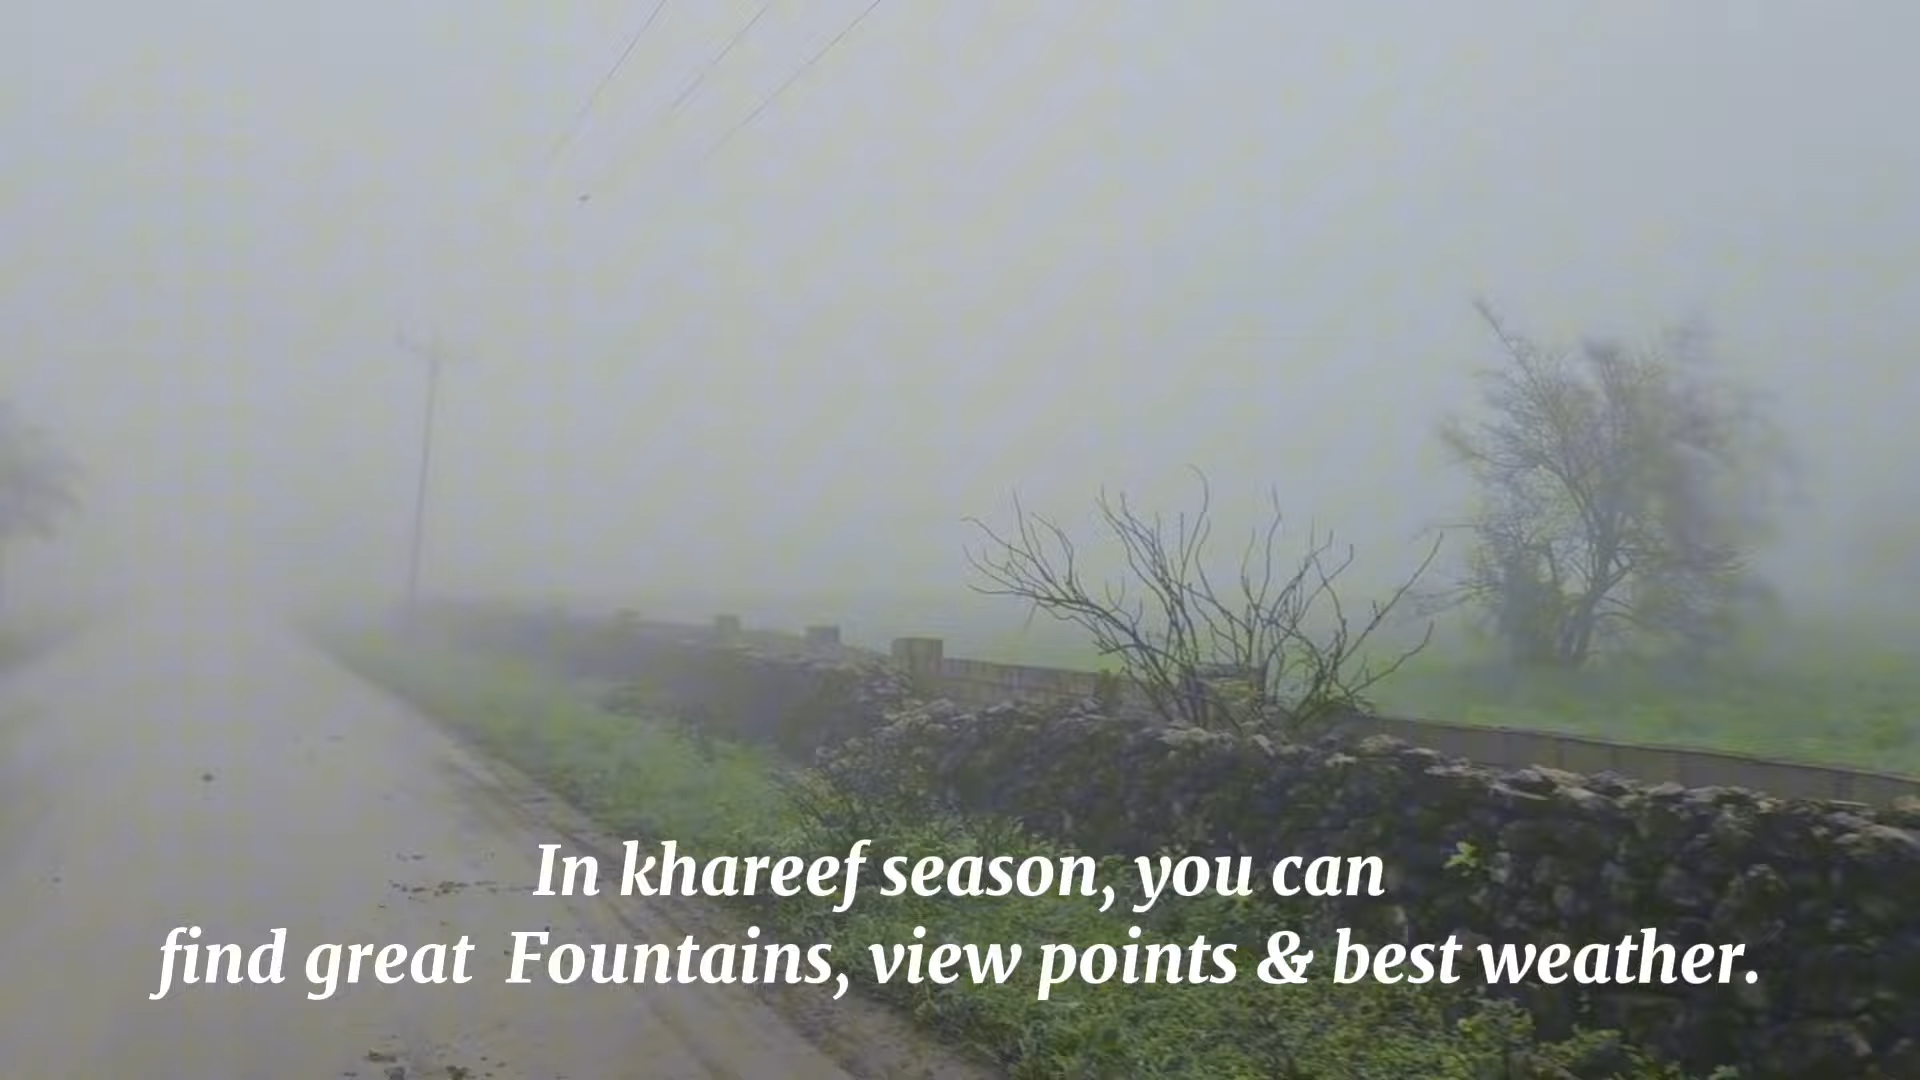 In khareef season, you can
find great  Fountains, view points & best weather.